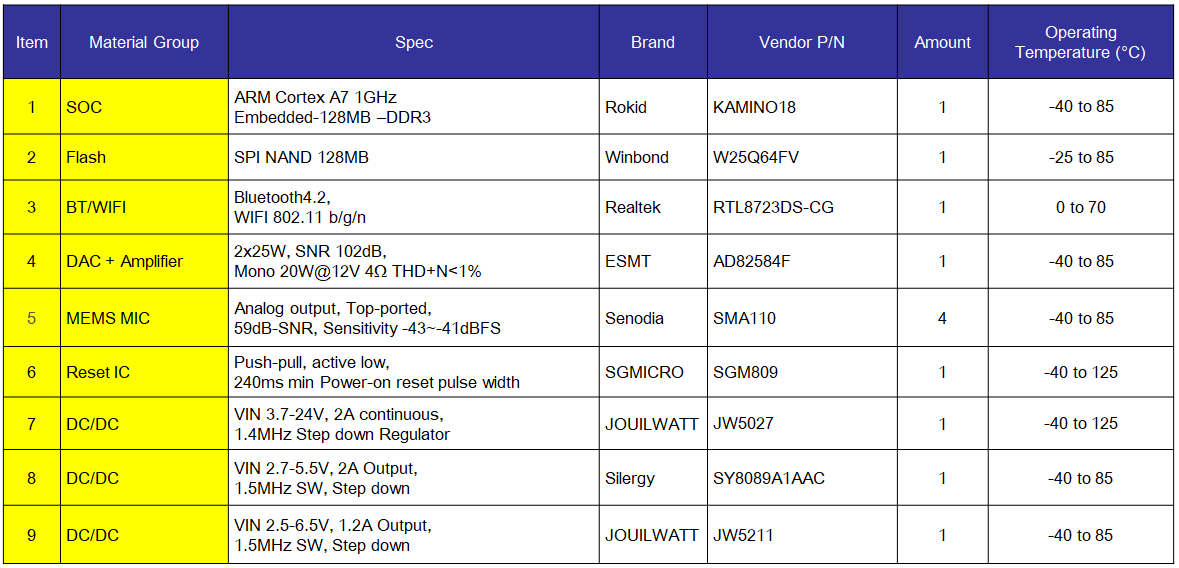 Item Material Group Spec Brand Vendor P/N Amount Operating
Temperature (°C)
1 SOC ARM Cortex A7 1GHz
Embedded-128MB –DDR3 Rokid KAMINO18 1 -40 to 85
2 Flash SPI NAND 128MB Winbond W25Q64FV 1 -25 to 85
3 BT/WIFI Bluetooth4.2,
WIFI 802.11 b/g/n Realtek RTL8723DS-CG 1 0 to 70
4 DAC + Amplifier 2x25W, SNR 102dB,
Mono 20W@12V 4Ω THD+N<1% ESMT AD82584F 1 -40 to 85
5 MEMS MIC Analog output, Top-ported,
59dB-SNR, Sensitivity -43~-41dBFS Senodia SMA110 4 -40 to 85
6 Reset IC Push-pull, active low,
240ms min Power-on reset pulse width SGMICRO SGM809 1 -40 to 125
7 DC/DC VIN 3.7-24V, 2A continuous,
1.4MHz Step down Regulator JOUILWATT JW5027 1 -40 to 125
8 DC/DC VIN 2.7-5.5V, 2A Output,
1.5MHz SW, Step down Silergy SY8089A1AAC 1 -40 to 85
9 DC/DC VIN 2.5-6.5V, 1.2A Output,
1.5MHz SW, Step down JOUILWATT JW5211 1 -40 to 85